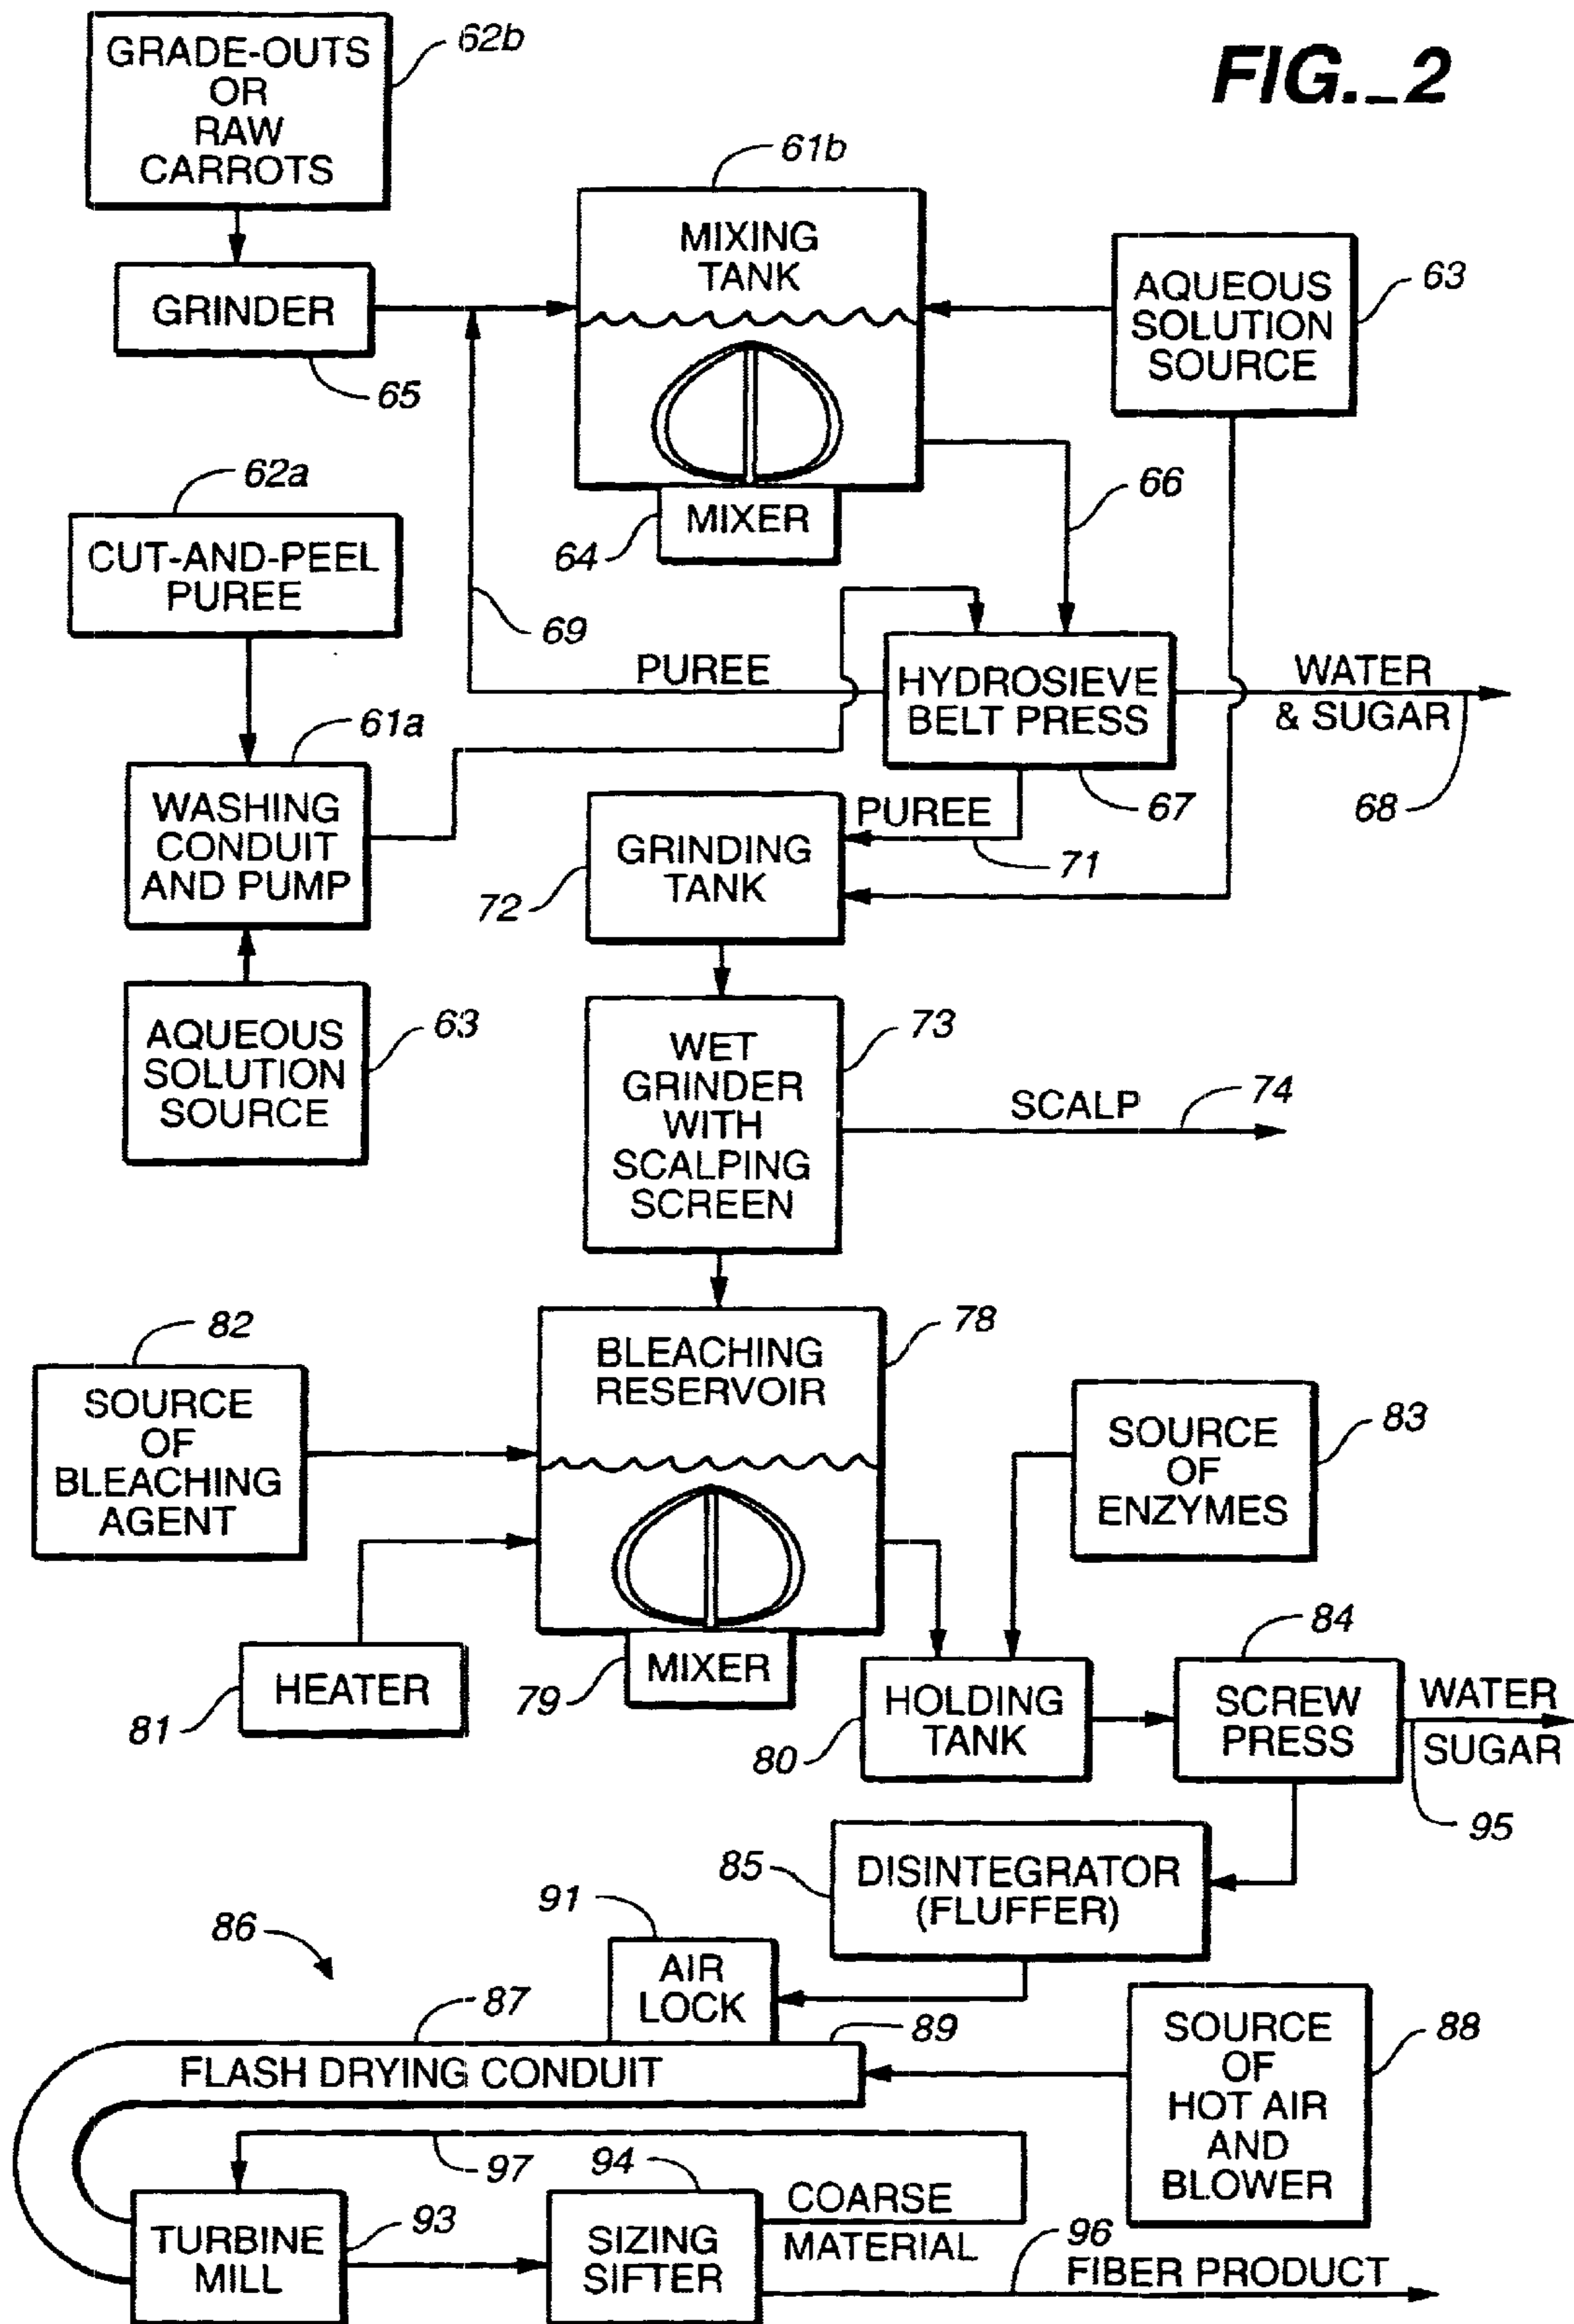 FIG._2
GRADE-OUTS
OR
RAW
CARROTS
62b
GRINDER
65
61b
MIXING
TANK
MIXER
64
AQUEOUS
SOLUTION
SOURCE
63
62a
CUT-AND-PEEL
PUREE
66
69
PUREE
HYDROSIEVE
BELT PRESS
67
WATER
& SUGAR
68
61a
WASHING
CONDUIT
AND PUMP
AQUEOUS
SOLUTION
SOURCE
63
PUREE
71
GRINDING
TANK
72
WET
GRINDER
WITH
SCALPING
SCREEN
73
SCALP
74
82
SOURCE
OF
BLEACHING
AGENT
BLEACHING
RESERVOIR
78
MIXER
79
HEATER
81
SOURCE
OF
ENZYMES
83
HOLDING
TANK
80
84
SCREW
PRESS
WATER
SUGAR
95
85
DISINTEGRATOR
(FLUFFER)
86
91
AIR
LOCK
87
89
FLASH DRYING CONDUIT
SOURCE
OF
HOT AIR
AND
BLOWER
88
97
TURBINE
MILL
93
94
SIZING
SIFTER
COARSE
MATERIAL
96
FIBER PRODUCT